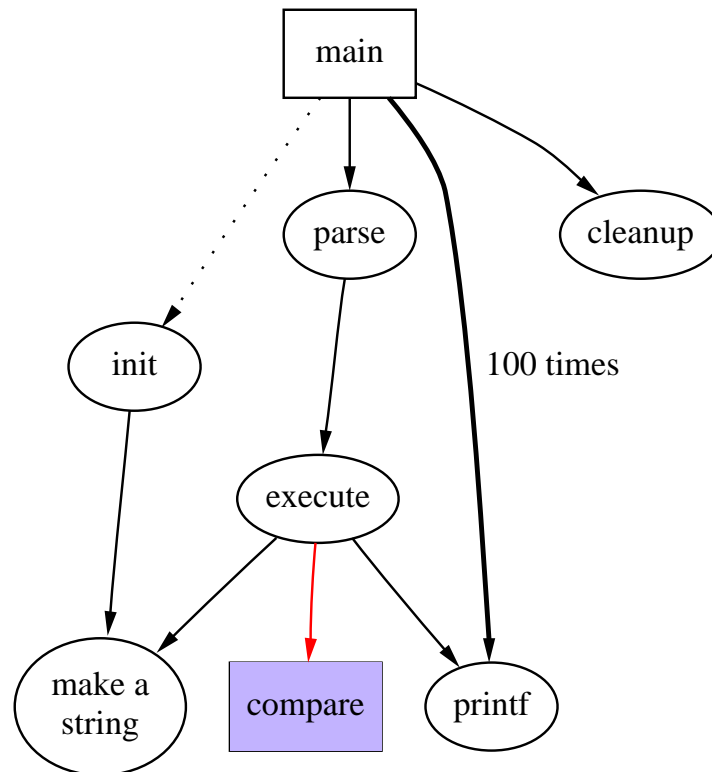 main
parse
cleanup
init
100 times
execute
make a
string
compare
printf